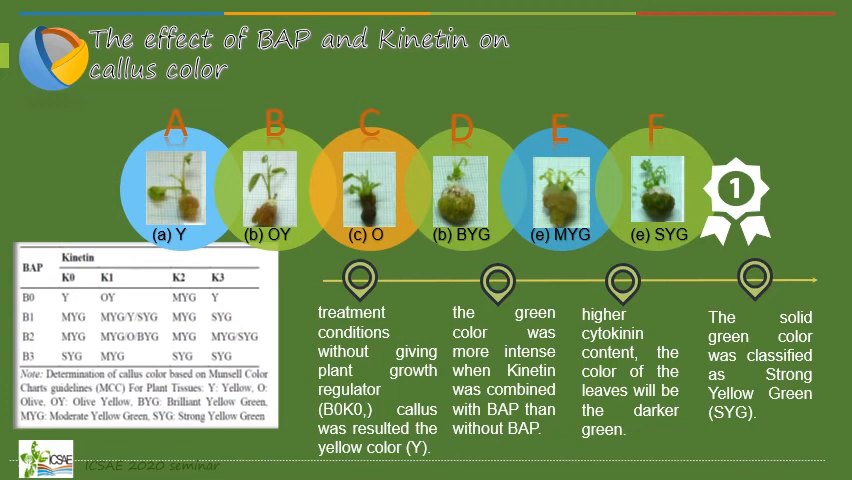 The effect of BAP and Kinetin on
callus color
A B C D E F
1
(a) Y (b) OY (c) O (b) BYG (e) MYG (e) SYG
BAP Kinetin
K0 K1 K2 K3
B0 Y OY MYG Y
B1 MYG MYG/Y/SYG MYG SYG
B2 MYG MYG/O/BYG MYG MYG/SYG
B3 SYG MYG SYG SYG
Note: Determination of callus color based on Munsell Color
Charts guidelines (MCC) For Plant Tissues: Y: Yellow, O:
Olive, OY: Olive Yellow, BYG: Brilliant Yellow Green,
MYG: Moderate Yellow Green, SYG: Strong Yellow Green
treatment
conditions
without giving
plant growth
regulator
(B0K0,) callus
was resulted the
yellow color (Y).
the green
color was
more intense
when Kinetin
was combined
with BAP than
without BAP.
higher
cytokinin
content, the
color of the
leaves will be
the darker
green.
The solid
green color
was classified
as Strong
Yellow Green
(SYG).
ICSAE
ICSAE 2020 seminar